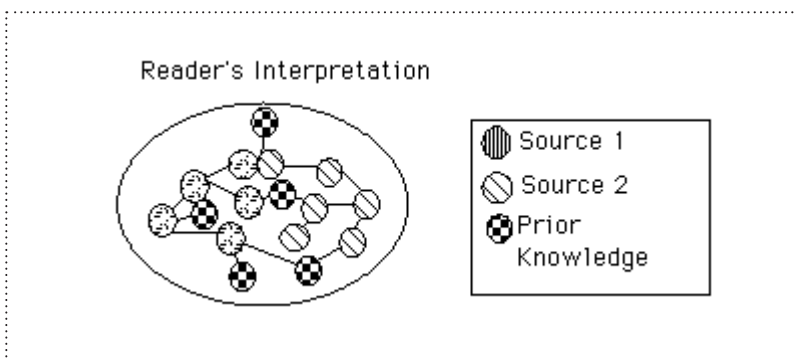 Reader's Interpretation
Source 1
Source 2
Prior
Knowledge